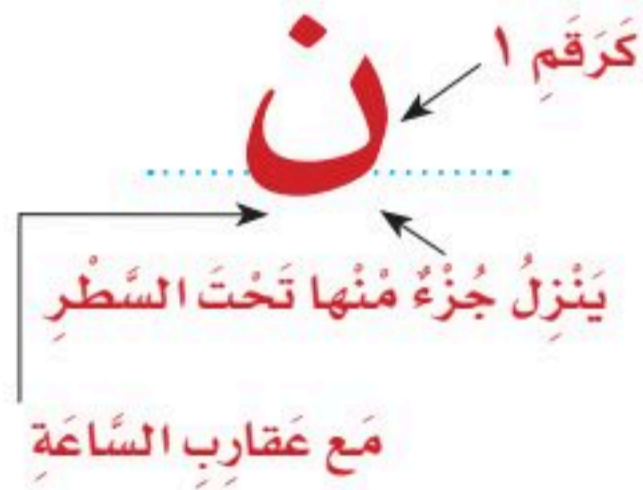 كَرَقَمِ ١
ن
يَنْزِلُ جُزْءٌ مْنْها تَحْتَ السَّطْرِ
مَع عَقارِبِ السَّاعَةِ